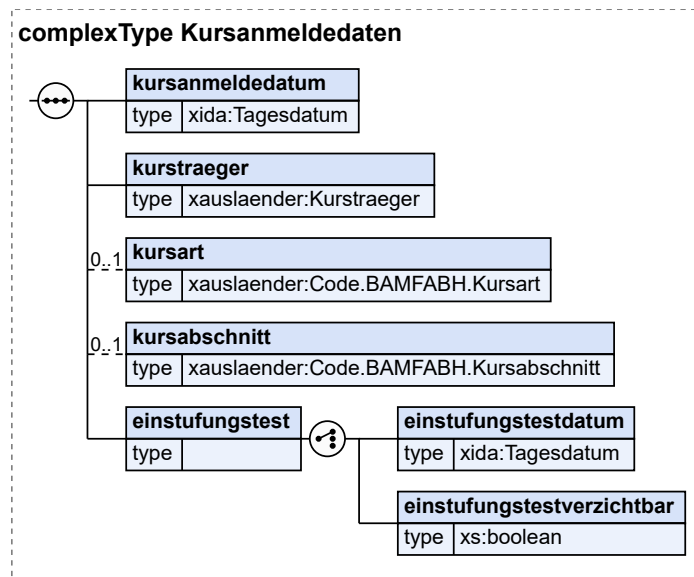 complexType Kursanmeldedaten
kursanmeldedatum
type xida:Tagesdatum
kurstraeger
type xauslaender:Kurstraeger
0..1
kursart
type xauslaender:Code.BAMFABH.Kursart
0..1
kursabschnitt
type xauslaender:Code.BAMFABH.Kursabschnitt
einstufungstest
type
einstufungstestdatum
type xida:Tagesdatum
einstufungstestverzichtbar
type xs:boolean